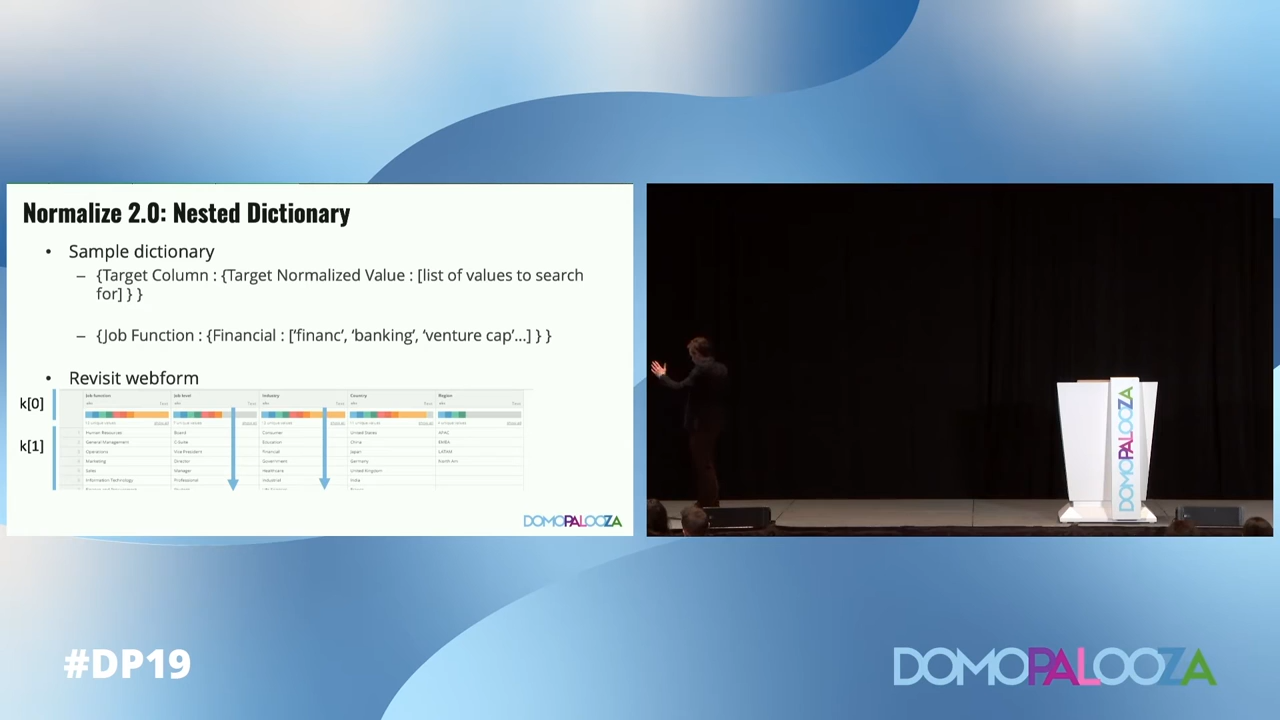 Normalize 2.0: Nested Dictionary
• Sample dictionary
– {Target Column : {Target Normalized Value : [list of values to search
for] } }
– {Job Function : {Financial : ['financ', 'banking', 'venture cap'...] } }
• Revisit webform
k[0]
k[1]
Job function Job level Industry Country Region
Human Resources Board Consumer United States APAC
General Management C-Suite Education China EMEA
Operations Vice President Financial Japan LATAM
Marketing Director Government Germany North Am.
Sales Manager Healthcare United Kingdom
Information Technology Professional Industrial India
DOMOPALOOZA
DOMOPALOOZA
#DP19
DOMOPALOOZA